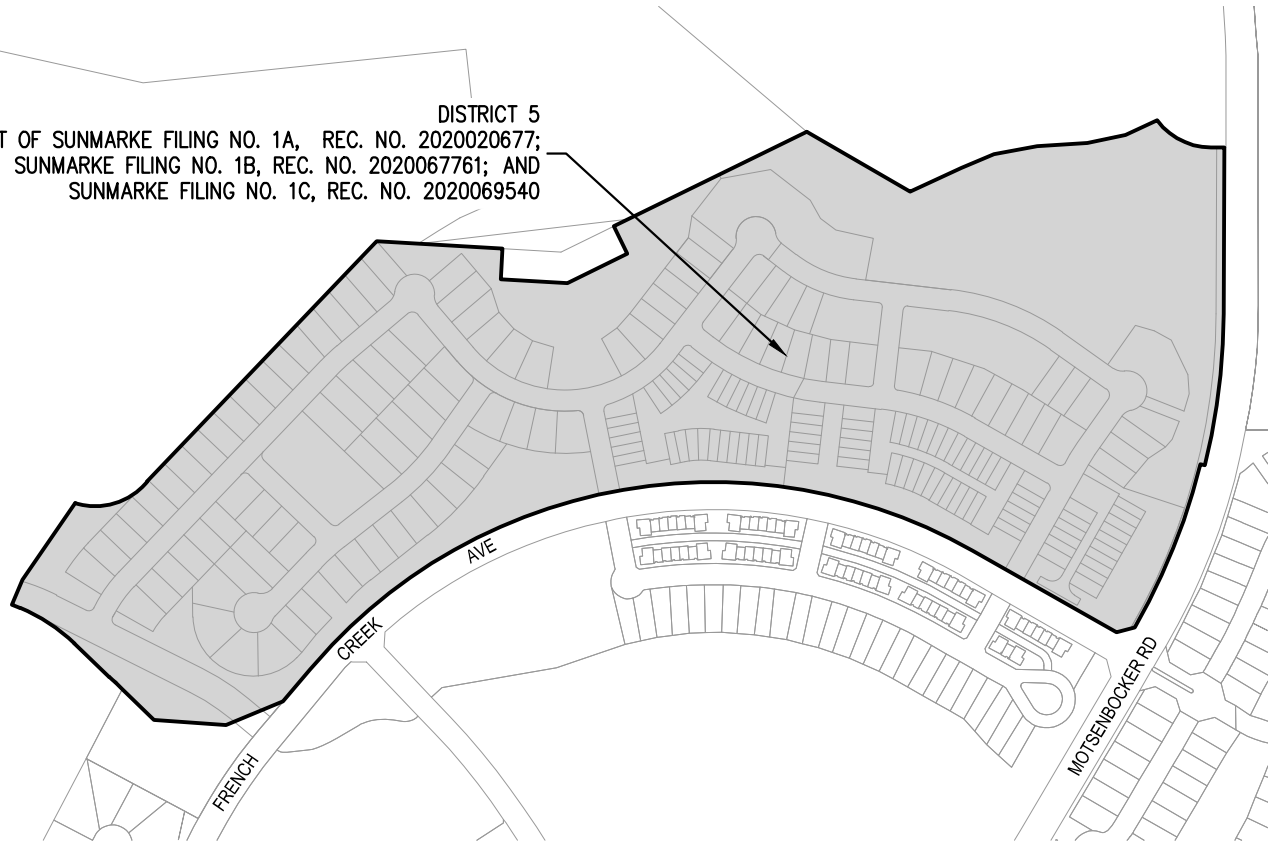 DISTRICT 5
T OF SUNMARKE FILING NO. 1A, REC. NO. 2020020677;
SUNMARKE FILING NO. 1B, REC. NO. 2020067761; AND
SUNMARKE FILING NO. 1C, REC. NO. 2020069540
FRENCH CREEK AVE
MOTSENBOCKER RD